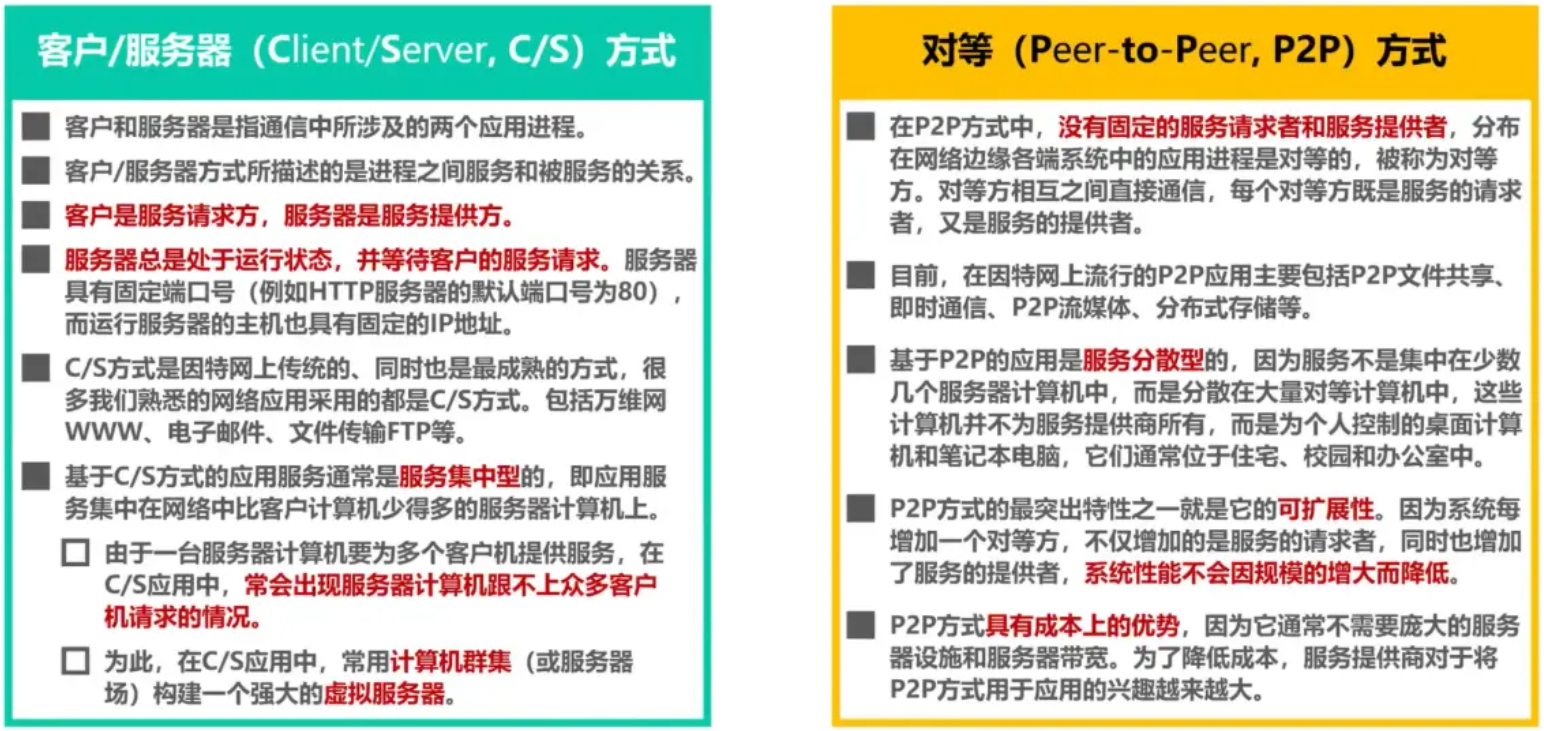 客户/服务器（Client/Server, C/S）方式
客户和服务器是指通信中所涉及的两个应用进程。
客户/服务器方式所描述的是进程之间服务和被服务的关系。
客户是服务请求方，服务器是服务提供方。
服务器总是处于运行状态，并等待客户的服务请求。服务器
具有固定端口号（例如HTTP服务器的默认端口号为80），
而运行服务器的主机也具有固定的IP地址。
C/S方式是因特网上传统的、同时也是最成熟的方式，很
多我们熟悉的网络应用采用的都是C/S方式。包括万维网
WWW、电子邮件、文件传输FTP等。
基于C/S方式的应用服务通常是服务集中型的，即应用服
务集中在网络中比客户计算机少得多的服务器计算机上。
由于一台服务器计算机要为多个客户机提供服务，在
C/S应用中，常会出现服务器计算机跟不上众多客户
机请求的情况。
为此，在C/S应用中，常用计算机群集（或服务器
场）构建一个强大的虚拟服务器。
对等（Peer-to-Peer, P2P）方式
在P2P方式中，没有固定的服务请求者和服务提供者，分布
在网络边缘各端系统中的应用进程是对等的，被称为对等
方。对等方相互之间直接通信，每个对等方既是服务的请求
者，又是服务的提供者。
目前，在因特网上流行的P2P应用主要包括P2P文件共享、
即时通信、P2P流媒体、分布式存储等。
基于P2P的应用是服务分散型的，因为服务不是集中在少数
几个服务器计算机中，而是分散在大量对等计算机中，这些
计算机并不为服务提供商所有，而是为个人控制的桌面计算
机和笔记本电脑，它们通常位于住宅、校园和办公室中。
P2P方式的最突出特性之一就是它的可扩展性。因为系统每
增加一个对等方，不仅增加的是服务的请求者，同时也增加
了服务的提供者，系统性能不会因规模的增大而降低。
P2P方式具有成本上的优势，因为它通常不需要庞大的服务
器设施和服务器带宽。为了降低成本，服务提供商对于将
P2P方式用于应用的兴趣越来越大。